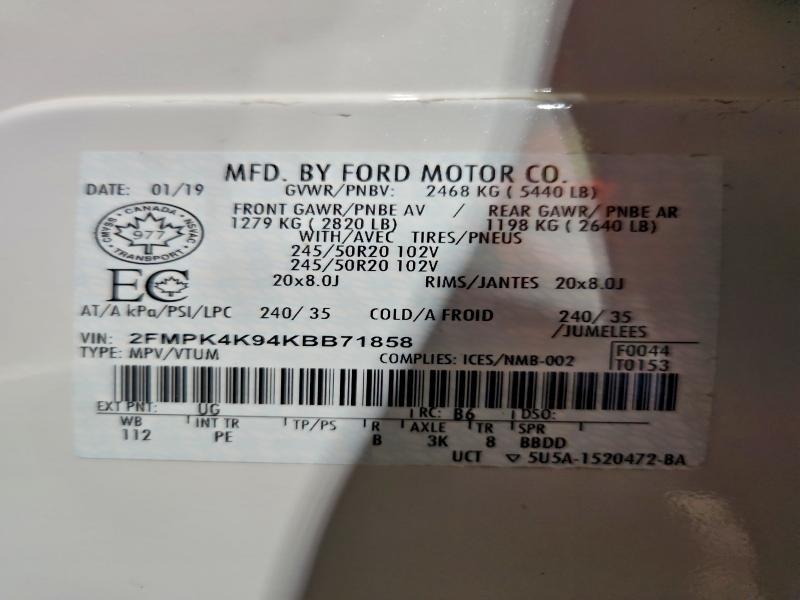 MFD. BY FORD MOTOR CO.
DATE: 01/19 GVWR/PNBV: 2468 KG ( 5440 LB)
FRONT GAWR/PNBE AV / REAR GAWR/ PNBE AR
1279 KG ( 2820 LB) 1198 KG ( 2640 LB)
WITH/AVEC TIRES/PNEUS
245/50R20 102V
245/50R20 102V
20x8.0J RIMS/JANTES 20x8.0J
CANADA
977
TRANSPORT
EC
AT/A kPa/PSI/LPC 240/ 35 COLD/A FROID 240/ 35
/JUMELEES
VIN: 2FMPK4K94KBB71858
TYPE: MPV/VTUM COMPLIES: ICES/NMB-002 F0044
T0153
EXT PNT: UG RC: B6 DSO:
WB INT TR TP/PS R AXLE TR SPR
112 PE B 3K 8 BBDD
UCT 5U5A-1520472-BA